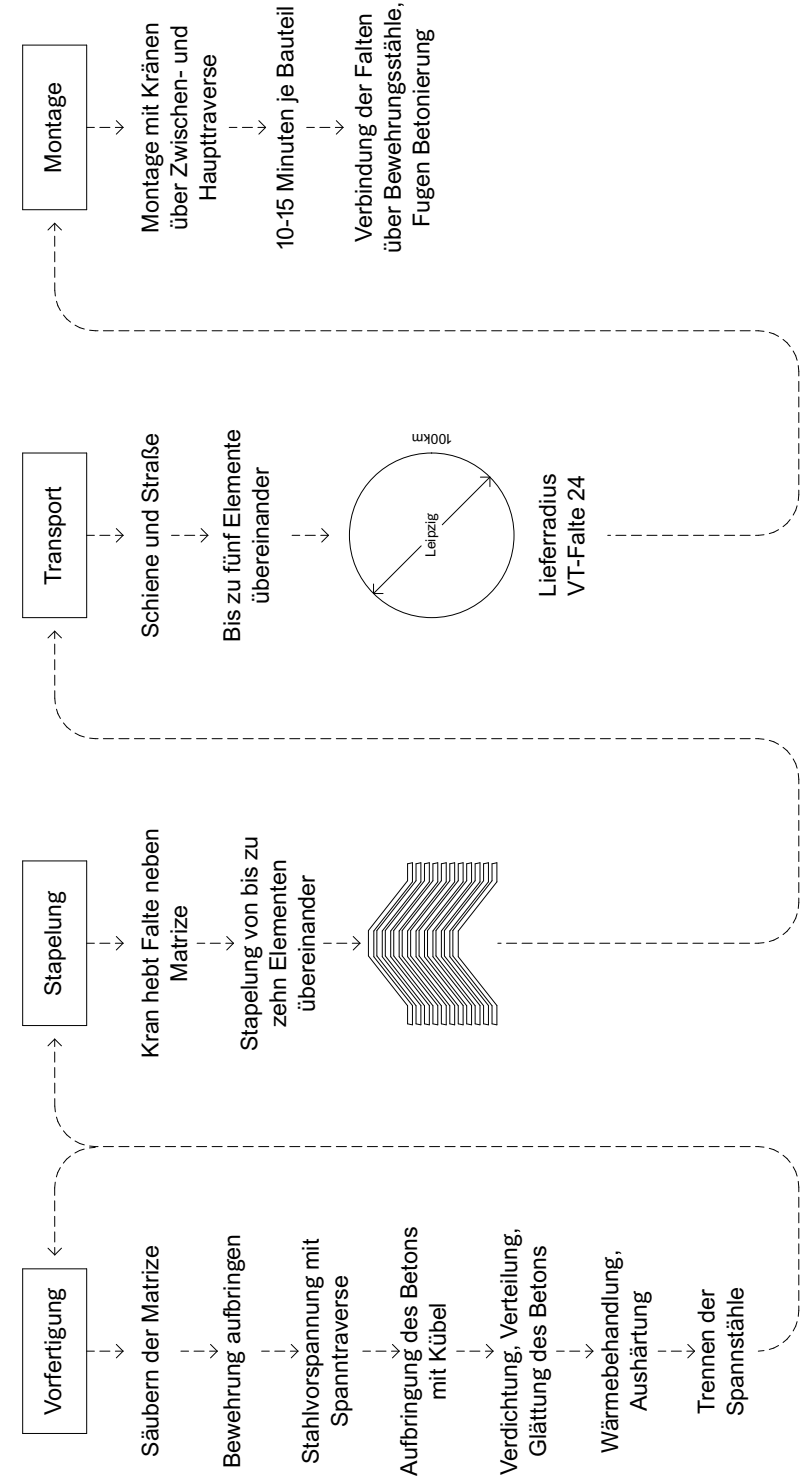 Vorfertigung
Säubern der Matrize
Bewehrung aufbringen
Stahlvorspannung mit
Spanntraverse
Aufbringung des Betons
mit Kübel
Verdichtung, Verteilung,
Glättung des Betons
Wärmebehandlung,
Aushärtung
Trennen der
Spannstähle
Stapelung
Kran hebt Falte neben
Matrize
Stapelung von bis zu
zehn Elementen
übereinander
Transport
Schiene und Straße
Bis zu fünf Elemente
übereinander
Leipzig
100km
Lieferradius
VT-Falte 24
Montage
Montage mit Kränen
über Zwischen- und
Haupttraverse
10-15 Minuten je Bauteil
Verbindung der Falten
über Bewehrungsstähle,
Fugen Betonierung